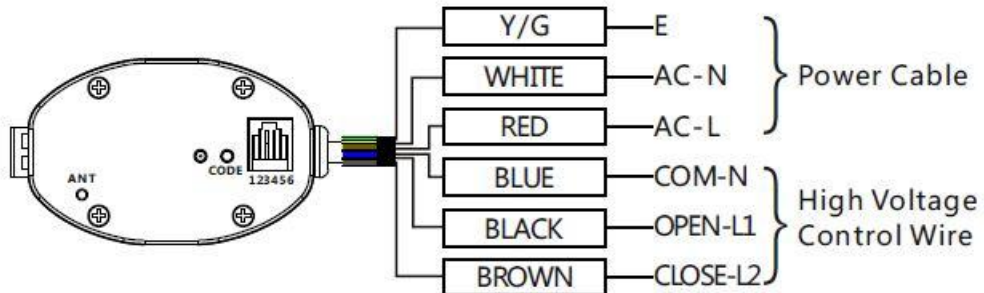 Y/G E
WHITE AC-N
RED AC-L
Power Cable
BLUE COM-N
BLACK OPEN-L1
BROWN CLOSE-L2
High Voltage
Control Wire
ANT
CODE
123456